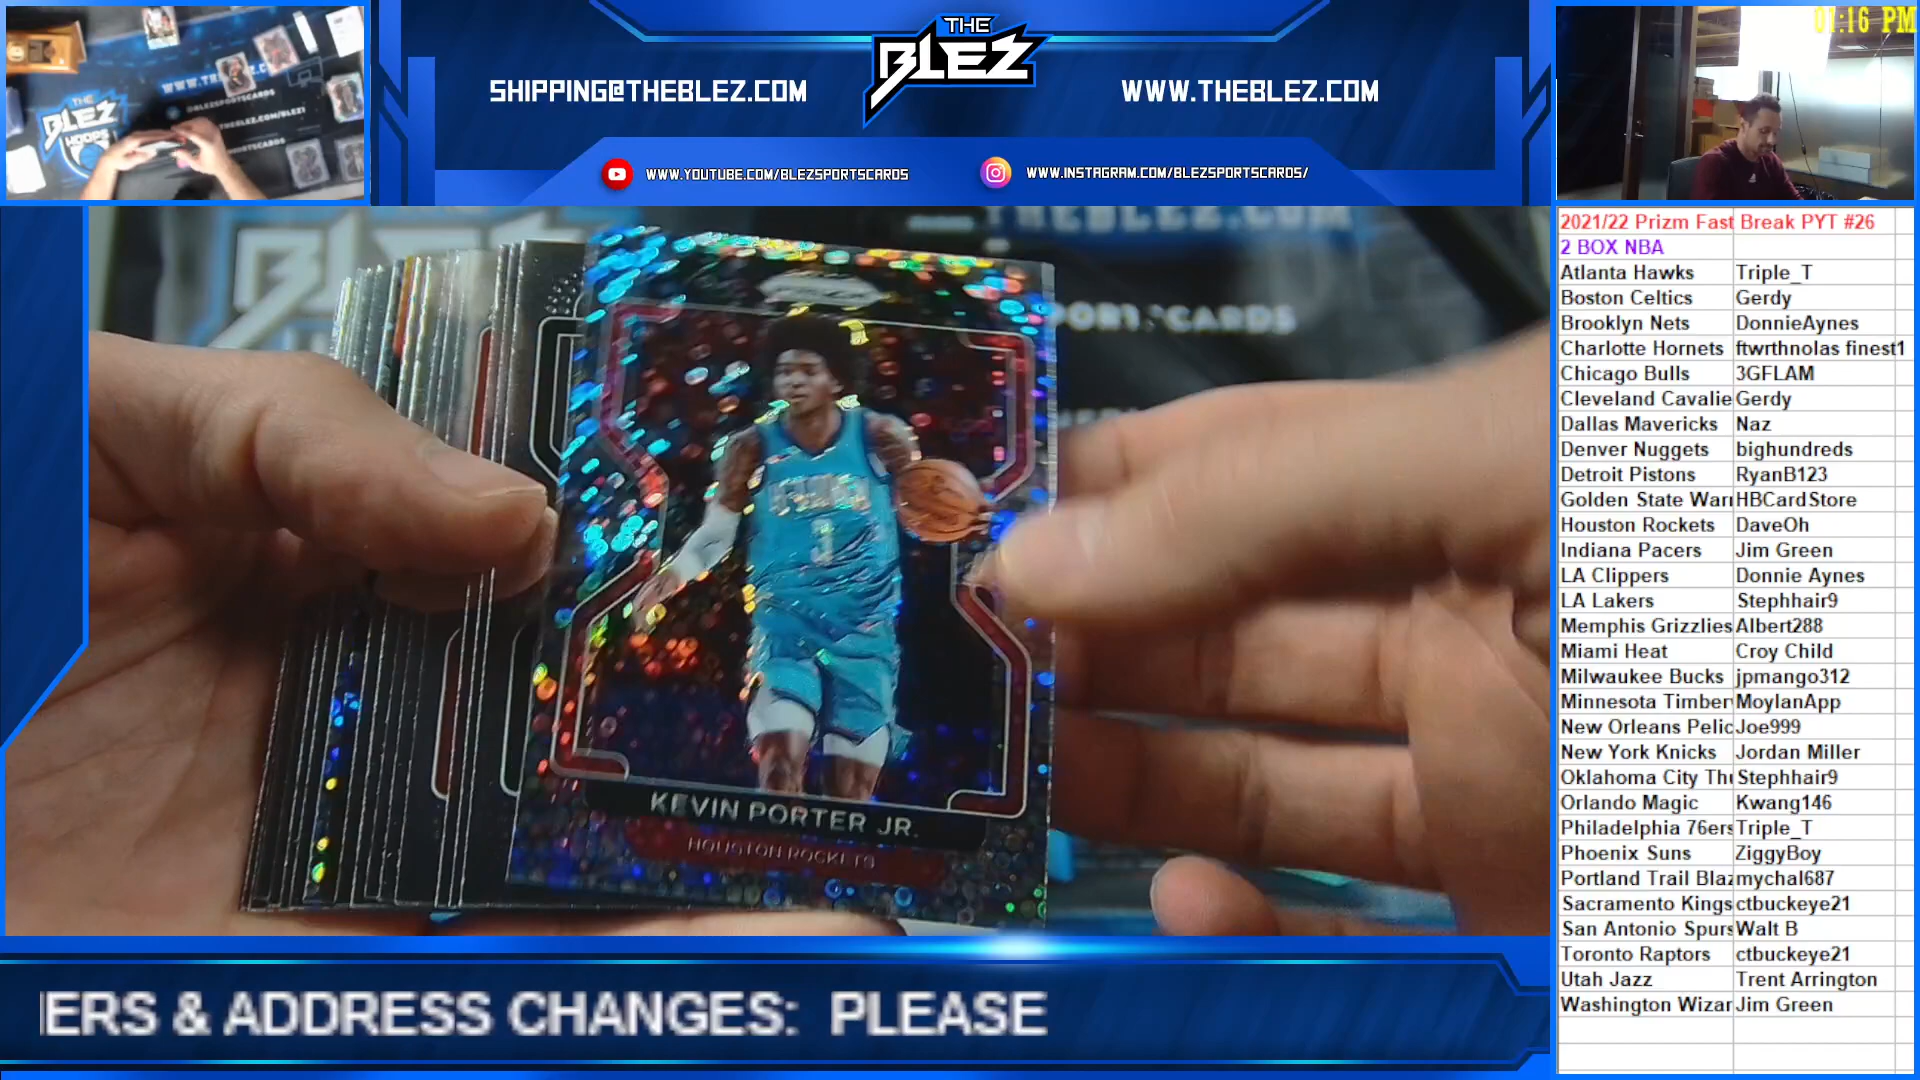 THE
BLEZ
SHIPPING@THEBLEZ.COM
WWW.THEBLEZ.COM
WWW.YOUTUBE.COM/BLEZSPORTSCARDS
WWW.INSTAGRAM.COM/BLEZSPORTSCARDS/
01:16 PM
THE
BLEZ
HOOPS
THEBLEZ.COM
KEVIN PORTER JR.
HOUSTON ROCKETS
2021/22 Prizm Fast Break PYT #26
2 BOX NBA
Atlanta Hawks Triple_T
Boston Celtics Gerdy
Brooklyn Nets DonnieAynes
Charlotte Hornets ftwrthnolas finest1
Chicago Bulls 3GFLAM
Cleveland Cavalie Gerdy
Dallas Mavericks Naz
Denver Nuggets bighundreds
Detroit Pistons RyanB123
Golden State Warr HBCardStore
Houston Rockets DaveOh
Indiana Pacers Jim Green
LA Clippers Donnie Aynes
LA Lakers Stephhair9
Memphis Grizzlies Albert288
Miami Heat Croy Child
Milwaukee Bucks jpmango312
Minnesota Timber MoylanApp
New Orleans Pelic Joe999
New York Knicks Jordan Miller
Oklahoma City Thu Stephhair9
Orlando Magic Kwang146
Philadelphia 76ers Triple_T
Phoenix Suns ZiggyBoy
Portland Trail Blaz mychal687
Sacramento Kings ctbuckeye21
San Antonio Spurs Walt B
Toronto Raptors ctbuckeye21
Utah Jazz Trent Arrington
Washington Wizar Jim Green
ERS & ADDRESS CHANGES: PLEASE